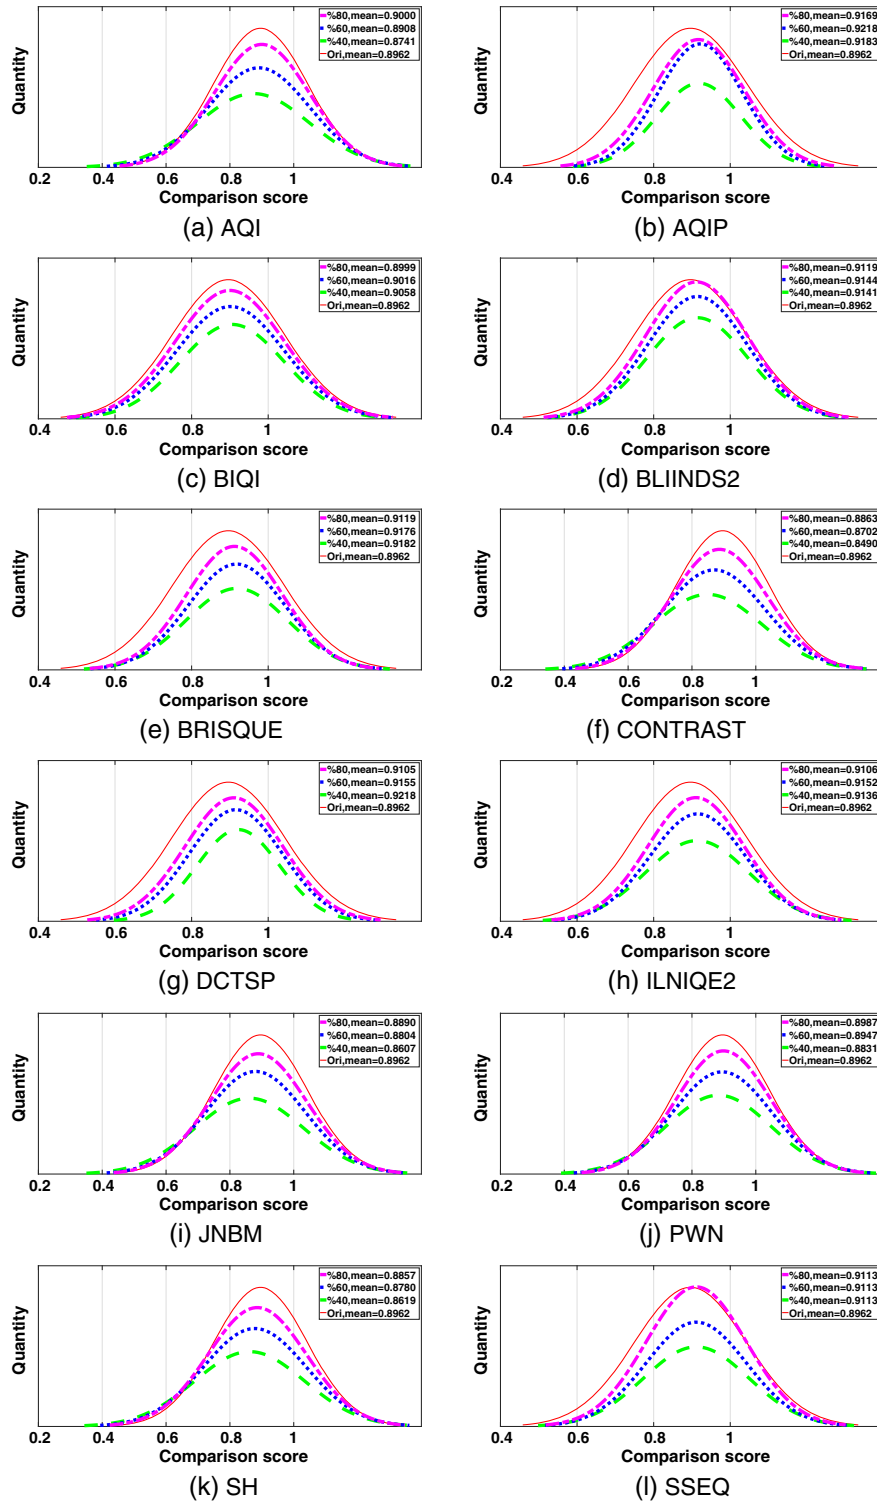 %80,mean=0.9000
%60,mean=0.8908
%40,mean=0.8741
Ori,mean=0.8962
Quantity
0.2 0.4 0.6 0.8 1
Comparison score
(a) AQI
%80,mean=0.9169
%60,mean=0.9218
%40,mean=0.9183
Ori,mean=0.8962
Quantity
0.4 0.6 0.8 1
Comparison score
(b) AQIP
%80,mean=0.8999
%60,mean=0.9016
%40,mean=0.9058
Ori,mean=0.8962
Quantity
0.4 0.6 0.8 1
Comparison score
(c) BIQI
%80,mean=0.9119
%60,mean=0.9144
%40,mean=0.9141
Ori,mean=0.8962
Quantity
0.4 0.6 0.8 1
Comparison score
(d) BLIINDS2
%80,mean=0.9119
%60,mean=0.9176
%40,mean=0.9182
Ori,mean=0.8962
Quantity
0.4 0.6 0.8 1
Comparison score
(e) BRISQUE
%80,mean=0.8863
%60,mean=0.8702
%40,mean=0.8490
Ori,mean=0.8962
Quantity
0.2 0.4 0.6 0.8 1
Comparison score
(f) CONTRAST
%80,mean=0.9105
%60,mean=0.9155
%40,mean=0.9218
Ori,mean=0.8962
Quantity
0.4 0.6 0.8 1
Comparison score
(g) DCTSP
%80,mean=0.9106
%60,mean=0.9152
%40,mean=0.9136
Ori,mean=0.8962
Quantity
0.4 0.6 0.8 1
Comparison score
(h) ILNIQE2
%80,mean=0.8890
%60,mean=0.8804
%40,mean=0.8607
Ori,mean=0.8962
Quantity
0.2 0.4 0.6 0.8 1
Comparison score
(i) JNBM
%80,mean=0.8987
%60,mean=0.8947
%40,mean=0.8831
Ori,mean=0.8962
Quantity
0.2 0.4 0.6 0.8 1
Comparison score
(j) PWN
%80,mean=0.8857
%60,mean=0.8780
%40,mean=0.8619
Ori,mean=0.8962
Quantity
0.2 0.4 0.6 0.8 1
Comparison score
(k) SH
%80,mean=0.9113
%60,mean=0.9113
%40,mean=0.9113
Ori,mean=0.8962
Quantity
0.4 0.6 0.8 1
Comparison score
(l) SSEQ